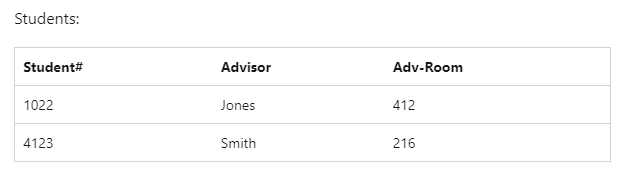 Students:
Student# Advisor Adv-Room
1022 Jones 412
4123 Smith 216